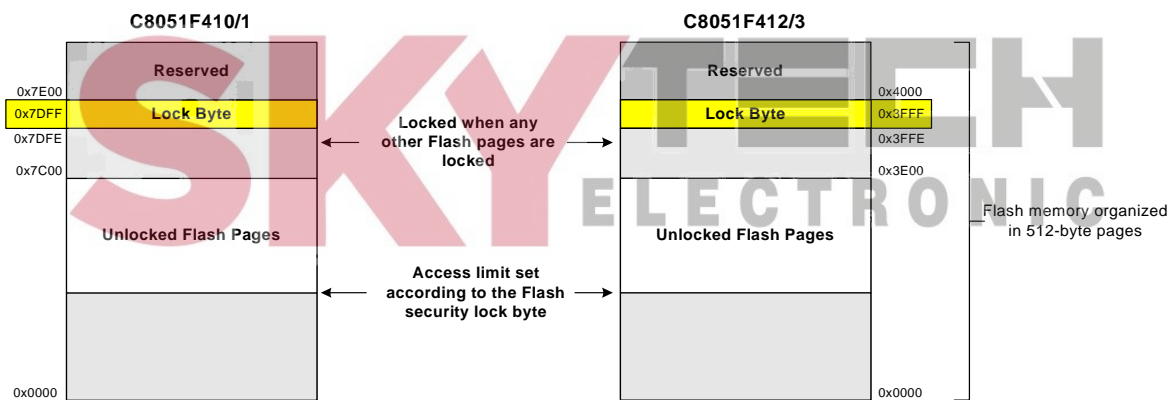 C8051F410/1
C8051F412/3
Reserved
Reserved
0x7E00
0x4000
0x7DFF
Lock Byte
Lock Byte
0x3FFF
0x7DFE
0x3FFE
Locked when any
other Flash pages are
locked
0x7C00
0x3E00
Unlocked Flash Pages
Unlocked Flash Pages
Flash memory organized
in 512-byte pages
Access limit set
according to the Flash
security lock byte
0x0000
0x0000
SKYTECH
ELECTRONIC